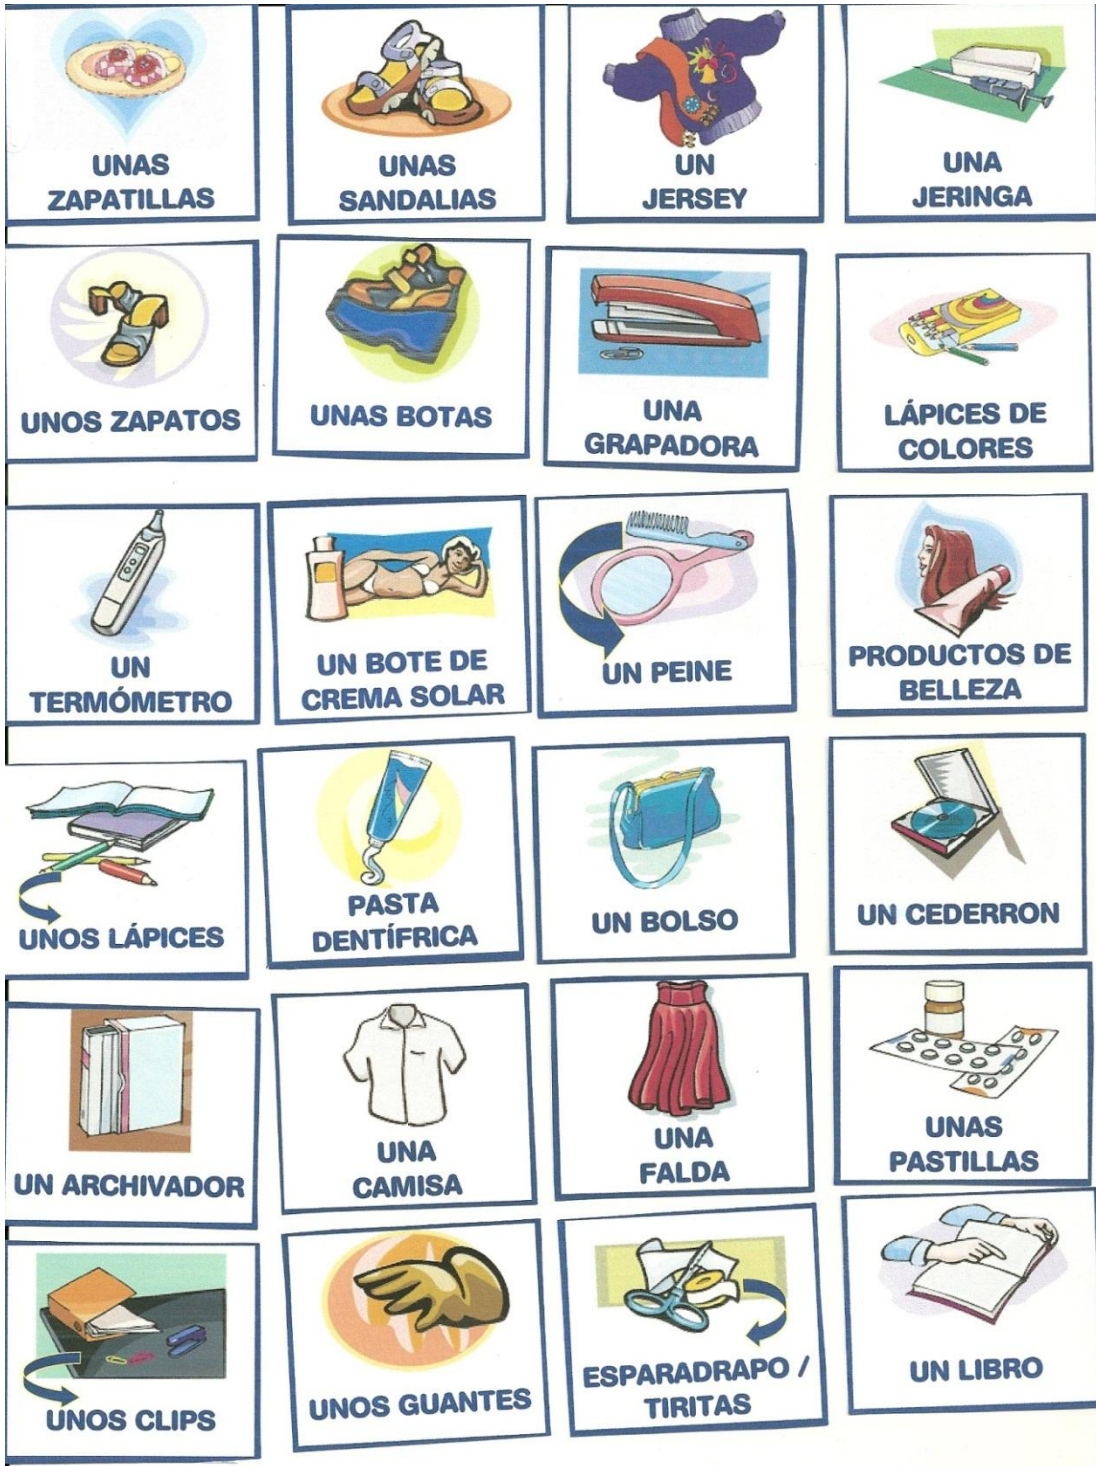 UNAS
ZAPATILLAS
UNAS
SANDALIAS
UN
JERSEY
UNA
JERINGA
UNOS ZAPATOS
UNAS BOTAS
UNA
GRAPADORA
LÁPICES DE
COLORES
UN
TERMÓMETRO
UN BOTE DE
CREMA SOLAR
UN PEINE
PRODUCTOS DE
BELLEZA
UNOS LÁPICES
PASTA
DENTÍFRICA
UN BOLSO
UN CEDERRON
UN ARCHIVADOR
UNA
CAMISA
UNA
FALDA
UNAS
PASTILLAS
UNOS CLIPS
UNOS GUANTES
ESPARADRAPO /
TIRITAS
UN LIBRO